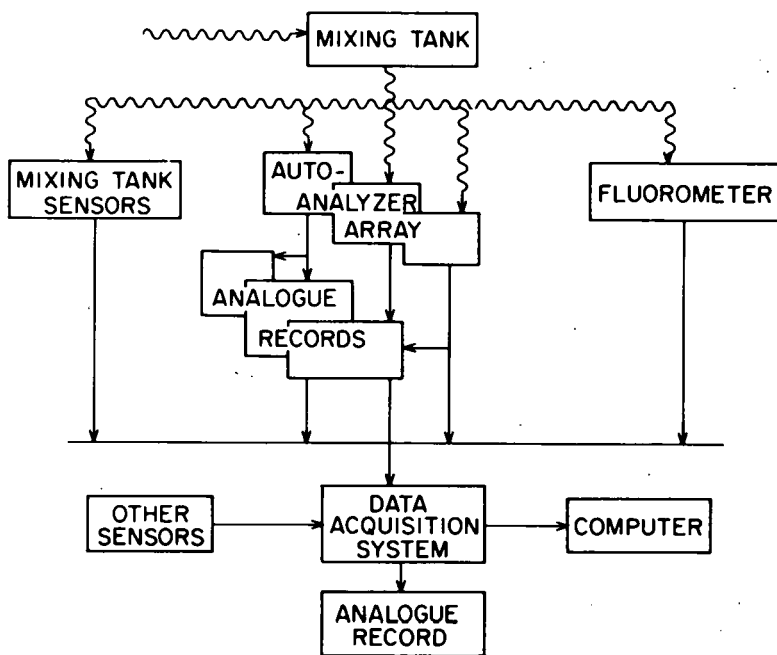 MIXING TANK
MIXING TANK
SENSORS
AUTO-
ANALYZER
ARRAY
FLUOROMETER
ANALOGUE
RECORDS
OTHER
SENSORS
DATA
ACQUISITION
SYSTEM
COMPUTER
ANALOGUE
RECORD